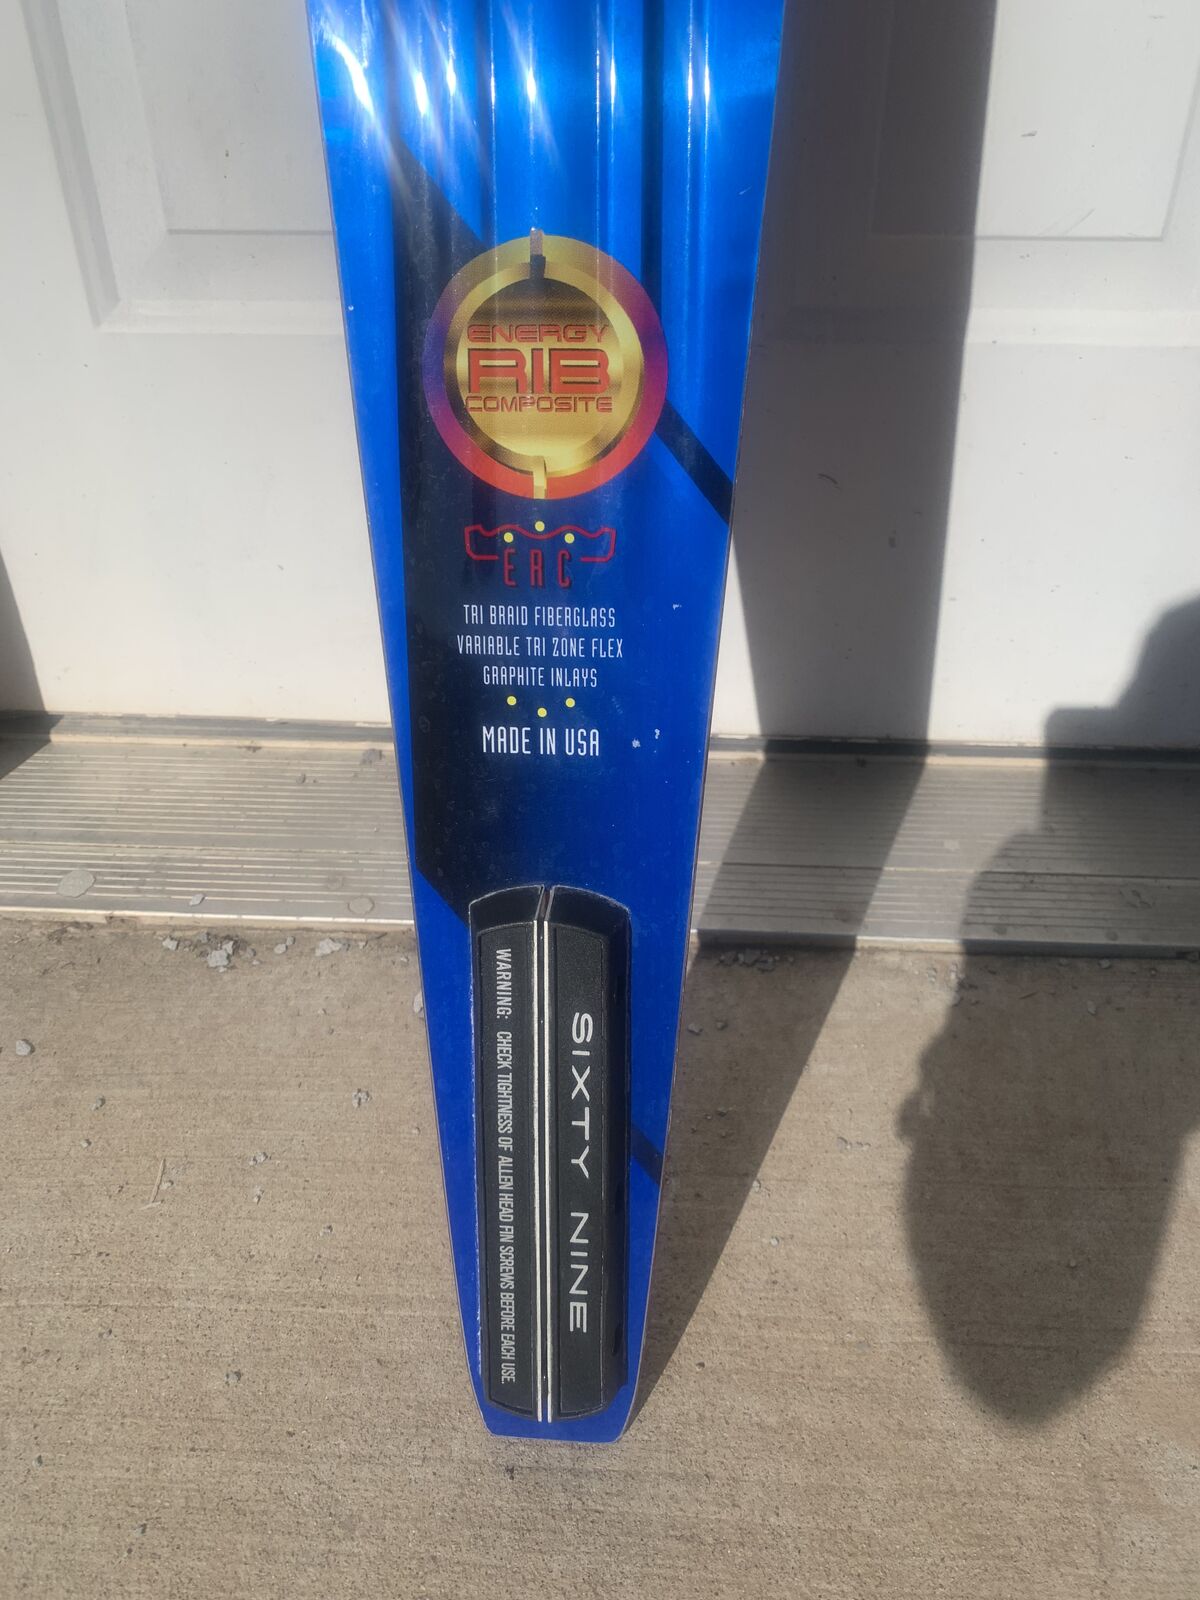 ENERGY
RIB
COMPOSITE
ERC
TRI BRAID FIBERGLASS
VARIABLE TRI ZONE FLEX
GRAPHITE INLAYS
MADE IN USA
WARNING: CHECK TIGHTNESS OF ALLEN HEAD FIN SCREWS BEFORE EACH USE.
SIXTY NINE